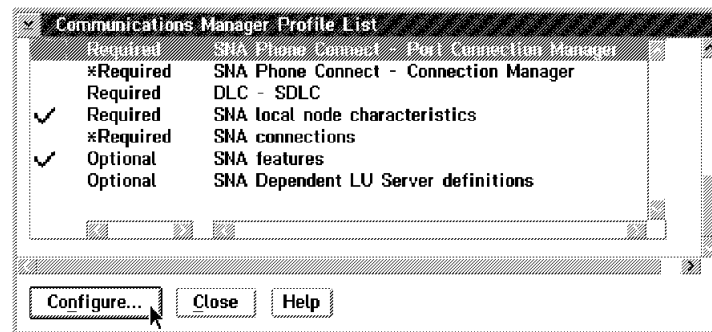 Communications Manager Profile List
Required SNA Phone Connect - Port Connection Manager
*Required SNA Phone Connect - Connection Manager
Required DLC - SDLC
Required SNA local node characteristics
*Required SNA connections
Optional SNA features
Optional SNA Dependent LU Server definitions
Configure... Close Help